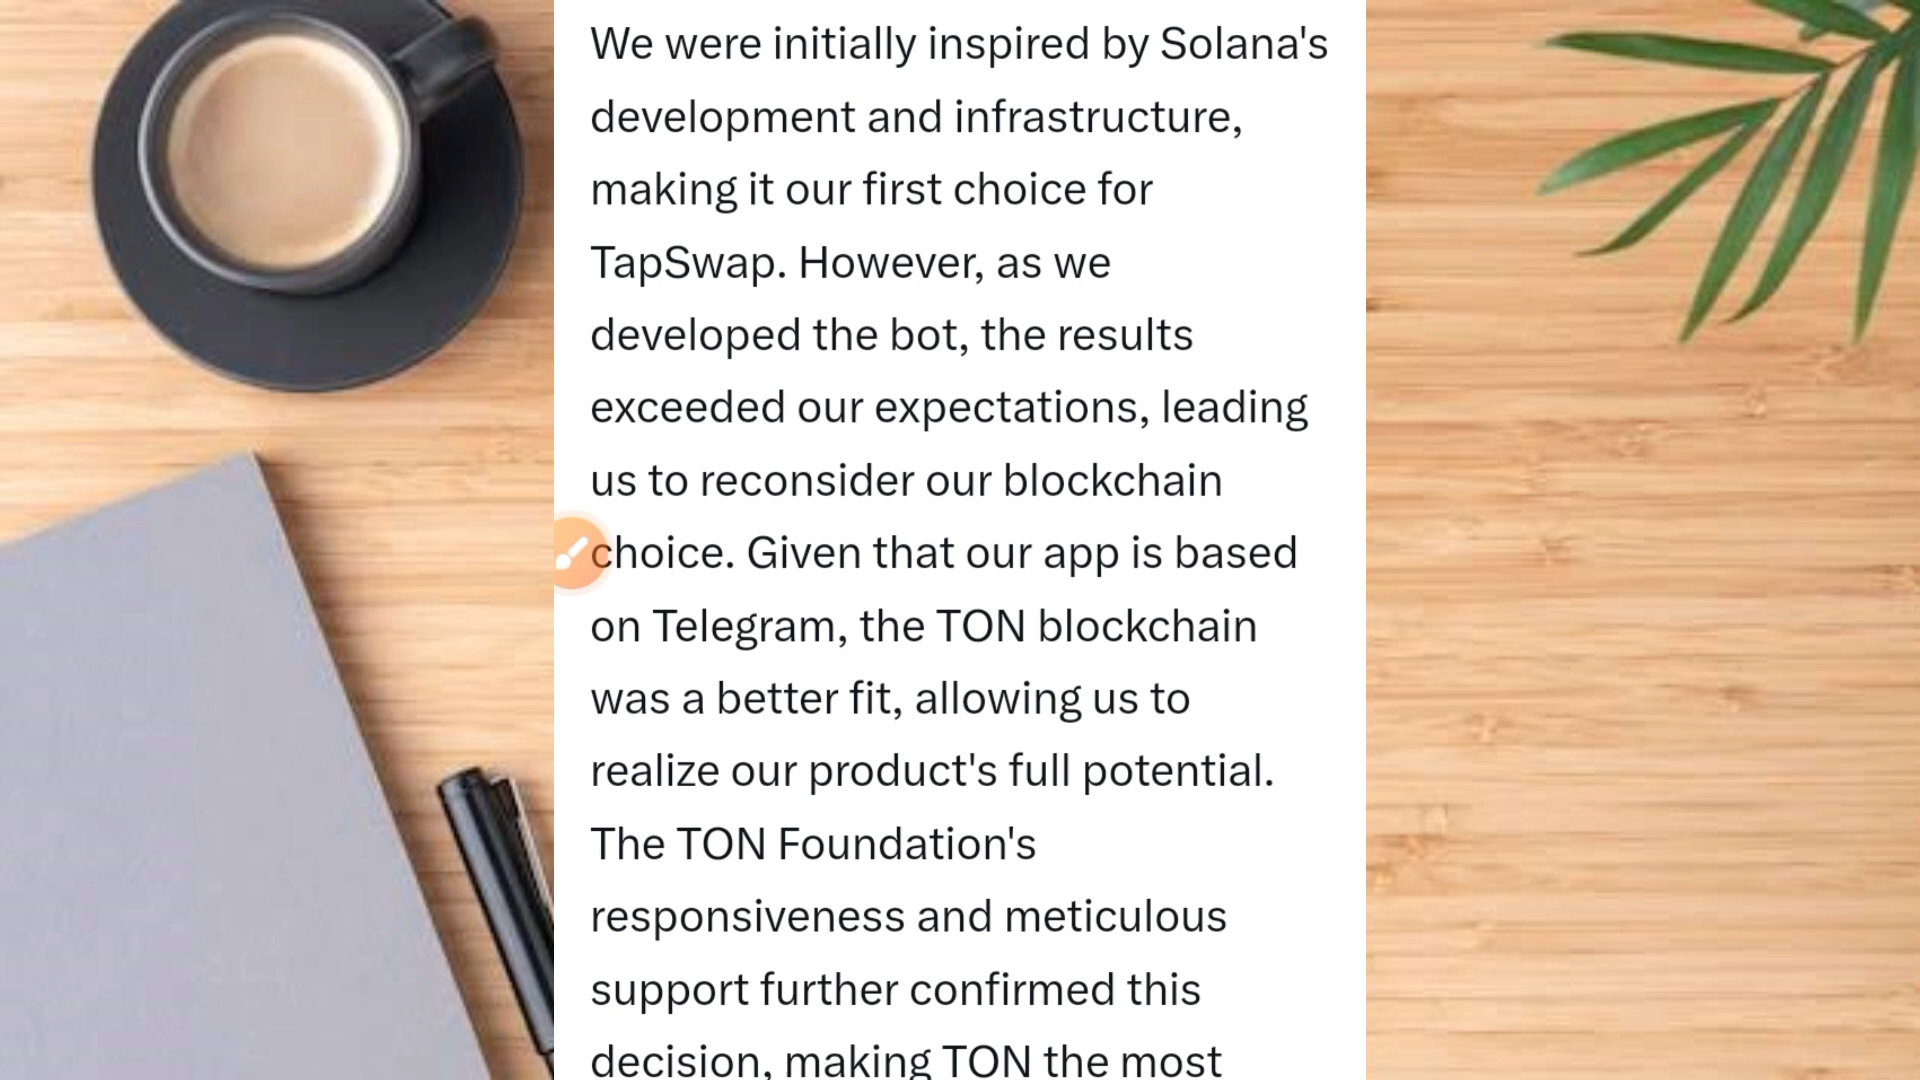 We were initially inspired by Solana's
development and infrastructure,
making it our first choice for
TapSwap. However, as we
developed the bot, the results
exceeded our expectations, leading
us to reconsider our blockchain
choice. Given that our app is based
on Telegram, the TON blockchain
was a better fit, allowing us to
realize our product's full potential.
The TON Foundation's
responsiveness and meticulous
support further confirmed this
decision, making TON the most